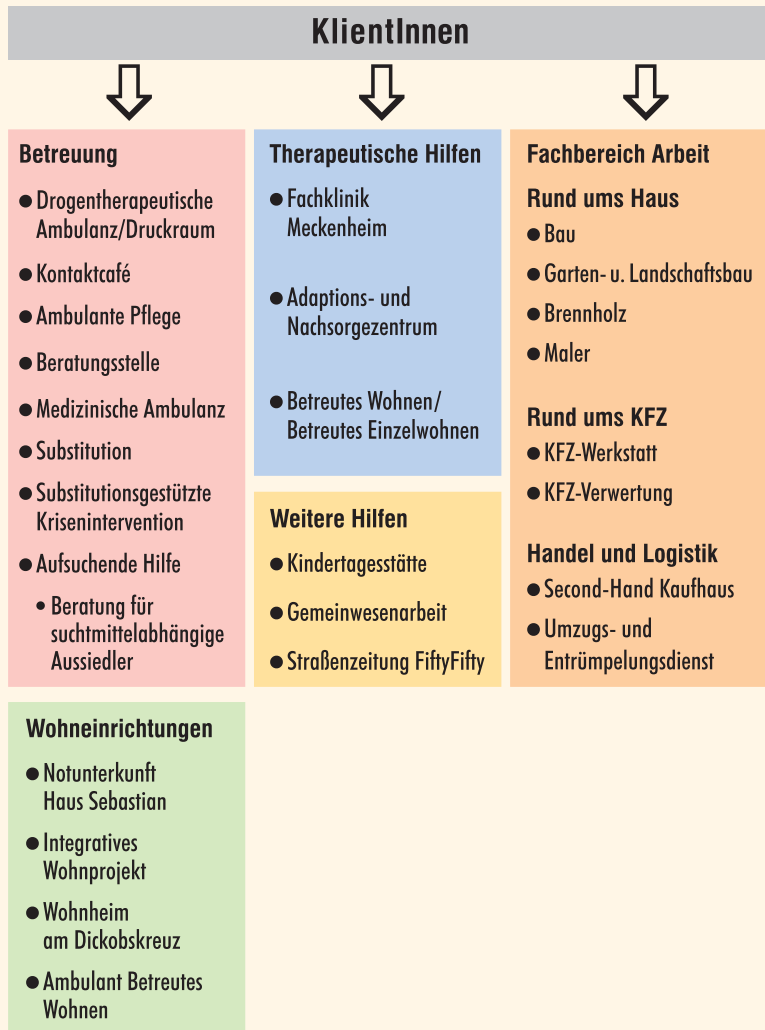 KlientInnen
Betreuung
● Drogentherapeutische
Ambulanz/Druckraum
● Kontaktcafé
● Ambulante Pflege
● Beratungsstelle
● Medizinische Ambulanz
● Substitution
● Substitutionsgestützte
Krisenintervention
● Aufsuchende Hilfe
• Beratung für
suchtmittelabhängige
Aussiedler
Therapeutische Hilfen
● Fachklinik
Meckenheim
● Adaptions- und
Nachsorgezentrum
● Betreutes Wohnen/
Betreutes Einzelwohnen
Weitere Hilfen
● Kindertagesstätte
● Gemeinwesenarbeit
● Straßenzeitung FiftyFifty
Fachbereich Arbeit
Rund ums Haus
● Bau
● Garten- u. Landschaftsbau
● Brennholz
● Maler
Rund ums KFZ
● KFZ-Werkstatt
● KFZ-Verwertung
Handel und Logistik
● Second-Hand Kaufhaus
● Umzugs- und
Entrümpelungsdienst
Wohneinrichtungen
● Notunterkunft
Haus Sebastian
● Integratives
Wohnprojekt
● Wohnheim
am Dickobskreuz
● Ambulant Betreutes
Wohnen